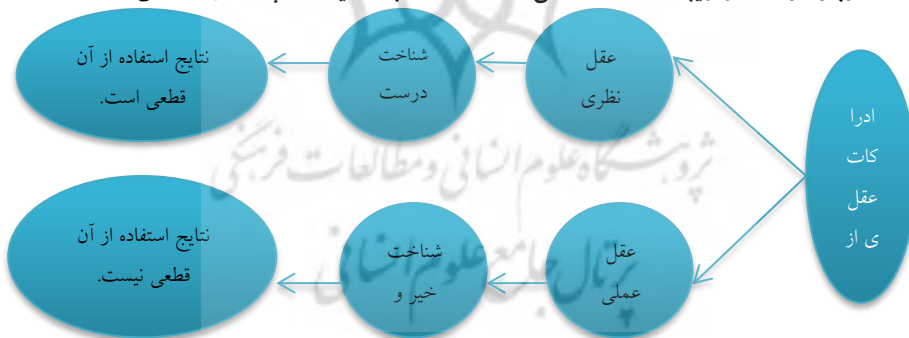 ادرا
کات
عقل
ی از
عقل
نظری
شناخت
درست
نتایج استفاده از آن
قطعی است.
عقل
عملی
شناخت
خیر و
نتایج استفاده از آن
قطعی نیست.
پژوهشگاه علوم انسانی و مطالعات فرهنگی
پرتال جامع علوم انسانی